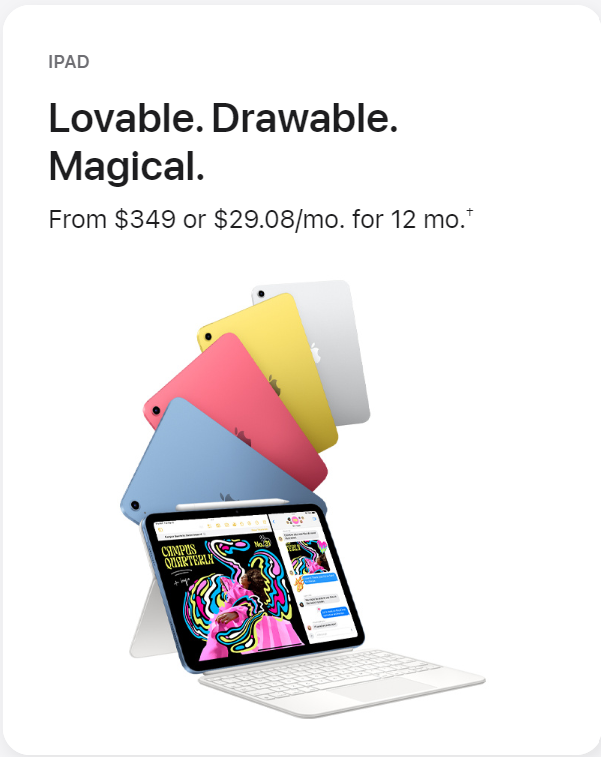 IPAD
Lovable. Drawable.
Magical.
From $349 or $29.08/mo. for 12 mo.†
CAMPUS
QUARTERLY